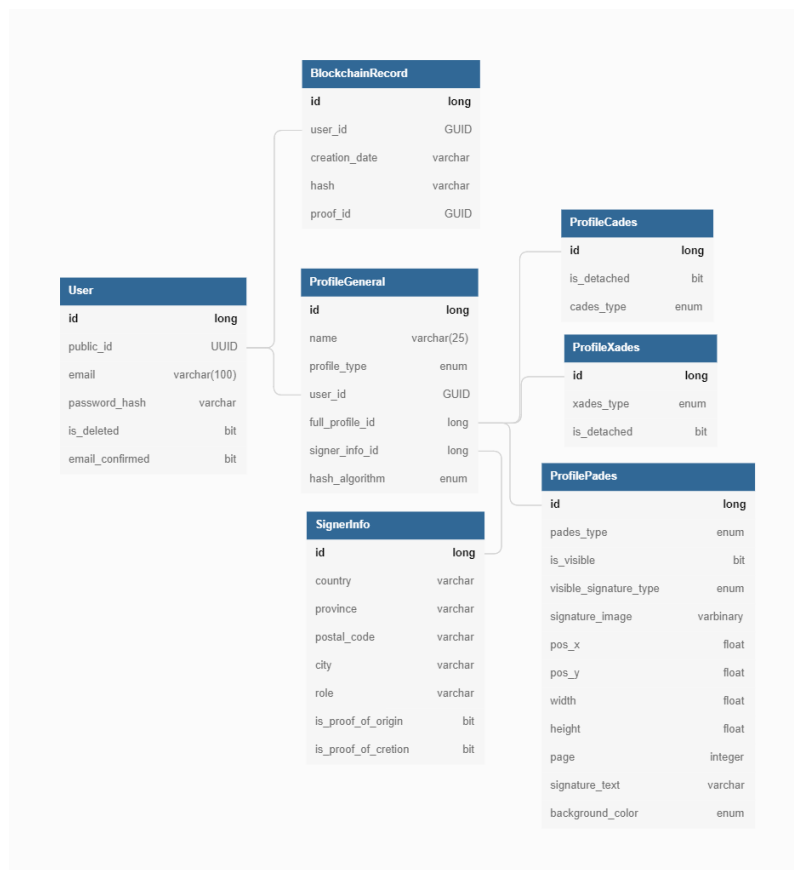 BlockchainRecord
id long
user_id GUID
creation_date varchar
hash varchar
proof_id GUID
ProfileCades
id long
is_detached bit
cades_type enum
User
id long
public_id UUID
email varchar(100)
password_hash varchar
is_deleted bit
email_confirmed bit
ProfileGeneral
id long
name varchar(25)
profile_type enum
user_id GUID
full_profile_id long
signer_info_id long
hash_algorithm enum
ProfileXades
id long
xades_type enum
is_detached bit
ProfilePades
id long
pades_type enum
is_visible bit
visible_signature_type enum
signature_image varbinary
pos_x float
pos_y float
width float
height float
page integer
signature_text varchar
background_color enum
SignerInfo
id long
country varchar
province varchar
postal_code varchar
city varchar
role varchar
is_proof_of_origin bit
is_proof_of_cretion bit